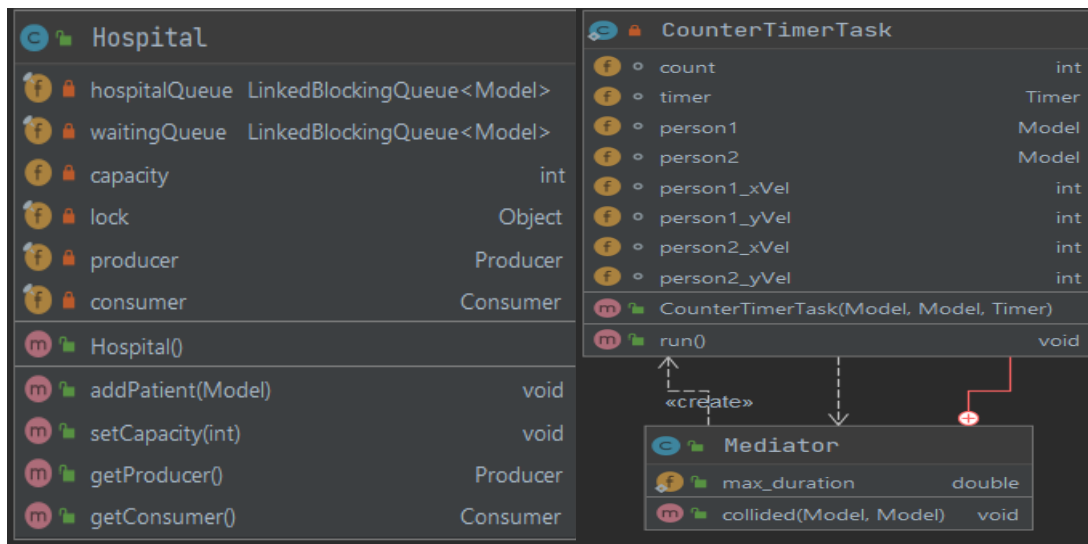 Hospital
hospitalQueue LinkedBlockingQueue<Model>
waitingQueue LinkedBlockingQueue<Model>
capacity int
lock Object
producer Producer
consumer Consumer
Hospital()
addPatient(Model) void
setCapacity(int) void
getProducer() Producer
getConsumer() Consumer
CounterTimerTask
count int
timer Timer
person1 Model
person2 Model
person1_xVel int
person1_yVel int
person2_xVel int
person2_yVel int
CounterTimerTask(Model, Model, Timer)
run() void
«create»
Mediator
max_duration double
collided(Model, Model) void